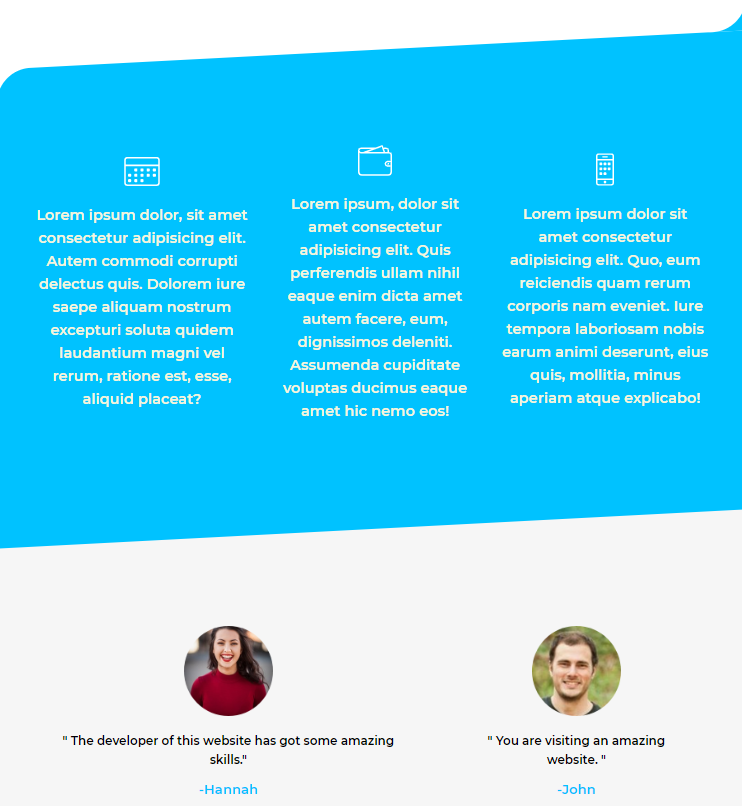 Lorem ipsum dolor, sit amet
consectetur adipisicing elit.
Autem commodi corrupti
delectus quis. Dolorem iure
saepe aliquam nostrum
excepturi soluta quidem
laudantium magni vel
rerum, ratione est, esse,
aliquid placeat?
Lorem ipsum, dolor sit
amet consectetur
adipisicing elit. Quis
perferendis ullam nihil
eaque enim dicta amet
autem facere, eum,
dignissimos deleniti.
Assumenda cupiditate
voluptas ducimus eaque
amet hic nemo eos!
Lorem ipsum dolor sit
amet consectetur
adipisicing elit. Quo, eum
reiciendis quam rerum
corporis nam eveniet. Iure
tempora laboriosam nobis
earum animi deserunt, eius
quis, mollitia, minus
aperiam atque explicabo!
" The developer of this website has got some amazing
skills."
-Hannah
" You are visiting an amazing
website. "
-John